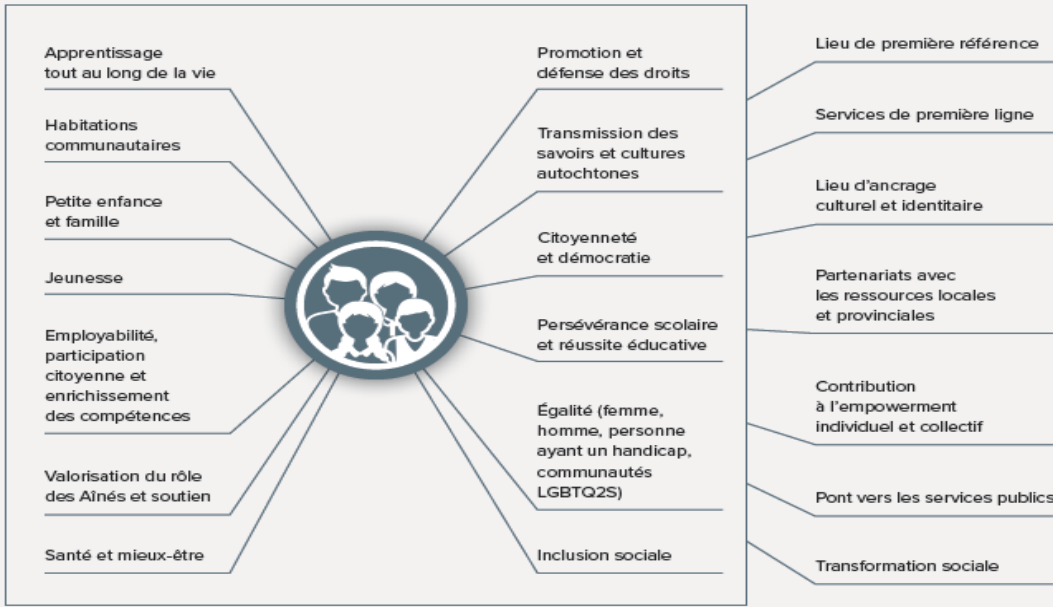 Apprentissage
tout au long de la vie
Habitations
communautaires
Petite enfance
et famille
Jeunesse
Employabilité,
participation
citoyenne et
enrichissement
des compétences
Valorisation du rôle
des Aînés et soutien
Santé et mieux-être
Promotion et
défense des droits
Transmission des
savoirs et cultures
autochtones
Citoyenneté
et démocratie
Persévérance scolaire
et réussite éducative
Égalité (femme,
homme, personne
ayant un handicap,
communautés
LGBTQ2S)
Inclusion sociale
Lieu de première référence
Services de première ligne
Lieu d'ancrage
culturel et identitaire
Partenariats avec
les ressources locales
et provinciales
Contribution
à l'empowerment
individuel et collectif
Pont vers les services publics
Transformation sociale